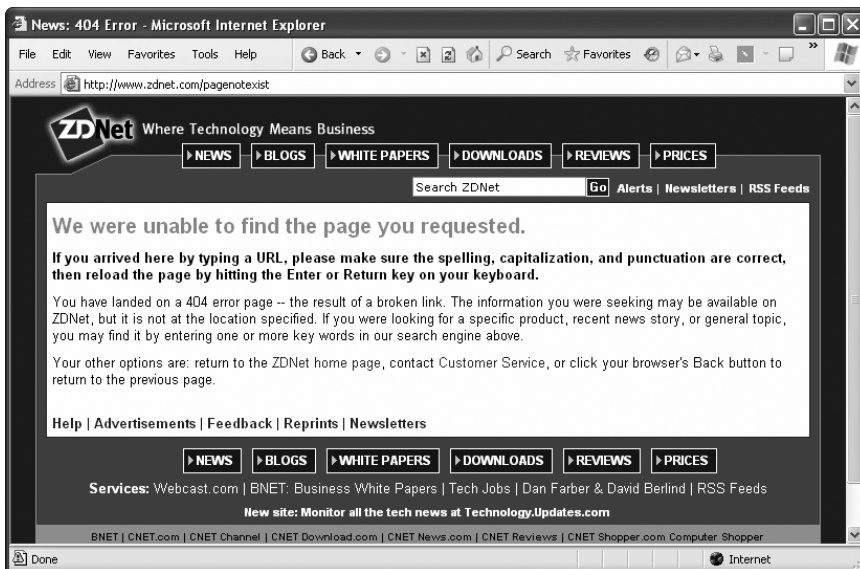 News: 404 Error - Microsoft Internet Explorer
File Edit View Favorites Tools Help Back Search Favorites »
Address http://www.zdnet.com/pagenotexist
ZDNet Where Technology Means Business
NEWS BLOGS WHITE PAPERS DOWNLOADS REVIEWS PRICES
Search ZDNet Go Alerts | Newsletters | RSS Feeds
We were unable to find the page you requested.
If you arrived here by typing a URL, please make sure the spelling, capitalization, and punctuation are correct,
then reload the page by hitting the Enter or Return key on your keyboard.
You have landed on a 404 error page -- the result of a broken link. The information you were seeking may be available on
ZDNet, but it is not at the location specified. If you were looking for a specific product, recent news story, or general topic,
you may find it by entering one or more key words in our search engine above.
Your other options are: return to the ZDNet home page, contact Customer Service, or click your browser's Back button to
return to the previous page.
Help | Advertisements | Feedback | Reprints | Newsletters
NEWS BLOGS WHITE PAPERS DOWNLOADS REVIEWS PRICES
Services: Webcast.com | BNET: Business White Papers | Tech Jobs | Dan Farber & David Berlind | RSS Feeds
New site: Monitor all the tech news at Technology.Updates.com
BNET | CNET.com | CNET Channel | CNET Download.com | CNET News.com | CNET Reviews | CNET Shopper.com Computer Shopper
Done Internet